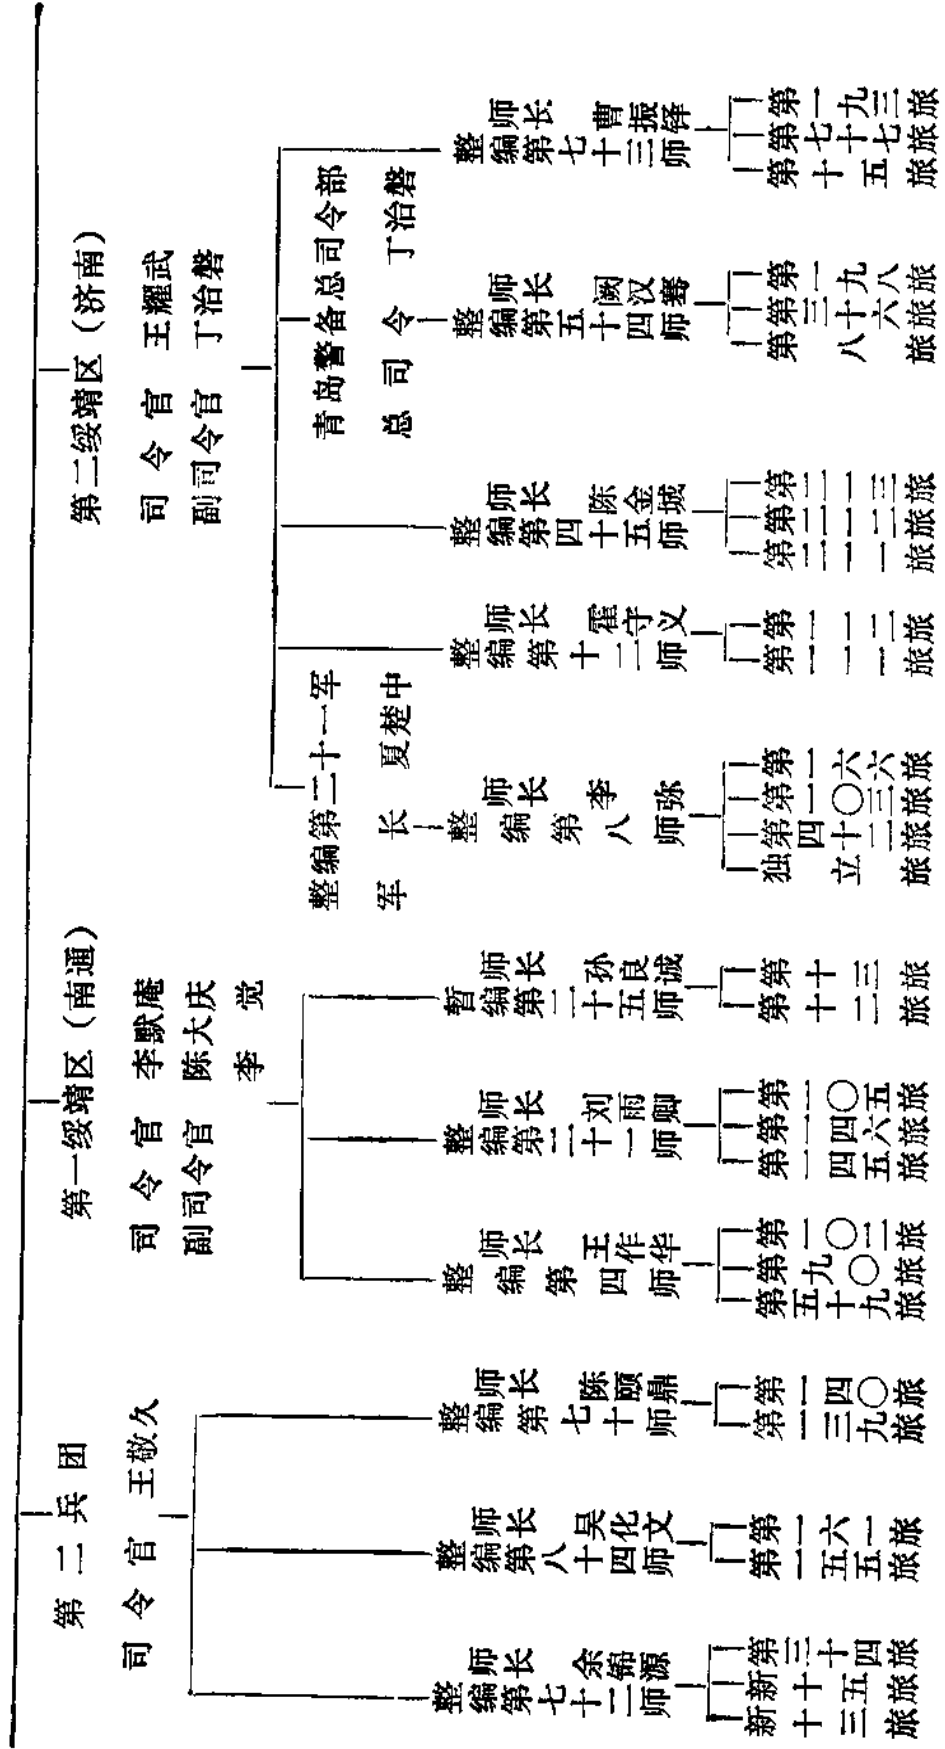 第二兵团
司令官 王敬久
整编第七十二师
师长 余锦源
新十三旅
新十五旅
第三十四旅
整编第八十四师
师长 吴化文
第一五五旅
第一六一旅
整编第七十师
师长 陈颐鼎
第一三九旅
第一四〇旅
第一绥靖区（南通）
司令官 李默庵
副司令官 陈大庆
李觉
整编第四师
师长 王作华
第五十九旅
第九〇旅
第一〇二旅
整编第二十一师
师长 刘雨卿
第一四五旅
第一四六旅
暂编第二十五师
师长 孙良诚
第十二旅
第十三旅
第二绥靖区（济南）
司令官 王耀武
副司令官 丁治磐
整编第二十一军
军长 夏楚中
整编第八师
师长 李弥
独立旅
第四十二旅
第一〇三旅
第一六六旅
整编第十二师
师长 霍守义
第一一一旅
第一一二旅
整编第四十五师
师长 陈金城
第二一一旅
第二一二旅
第二一三旅
青岛警备总司令部
总司令 丁治磐
整编第五十四师
师长 阙汉骞
第八旅
第三十六旅
第一九八旅
整编第七十三师
师长 曹振铎
第十五旅
第七十七旅
第一九三旅